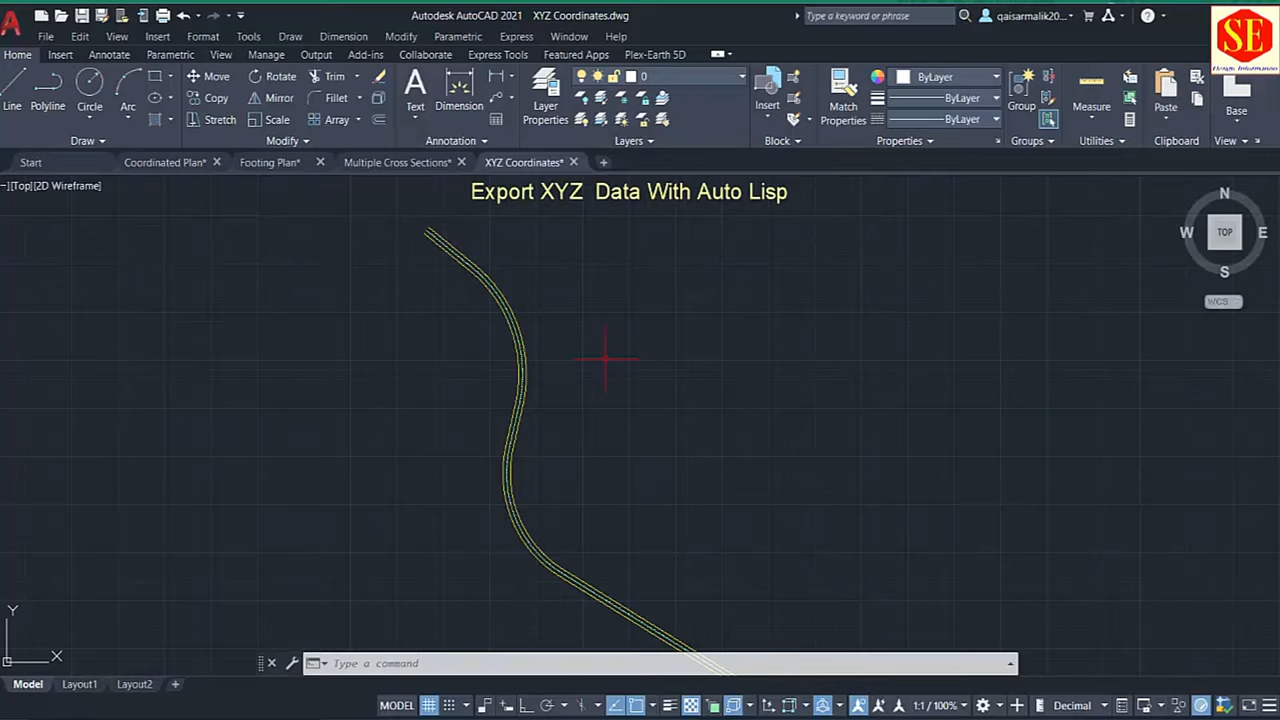 Autodesk AutoCAD 2021 XYZ Coordinates.dwg
Type a keyword or phrase
qaisarmalik20...
SE
Design Information
File Edit View Insert Format Tools Draw Dimension Modify Parametric Express Window Help
Home Insert Annotate Parametric View Manage Output Add-ins Collaborate Express Tools Featured Apps Plex-Earth 5D
Line Polyline Circle Arc
Move Rotate Trim
Copy Mirror Fillet
Stretch Scale Array
Text Dimension
Layer Properties
0
Insert
Match Properties
ByLayer
ByLayer
ByLayer
Group
Measure
Paste
Base
Draw Modify Annotation Layers Block Properties Groups Utilities Clipboard View
Start Coordinated Plan* Footing Plan* Multiple Cross Sections* XYZ Coordinates*
][Top][2D Wireframe]
Export XYZ Data With Auto Lisp
N
W TOP E
S
WCS
Y
X
Type a command
Model Layout1 Layout2
MODEL 1:1 / 100% Decimal